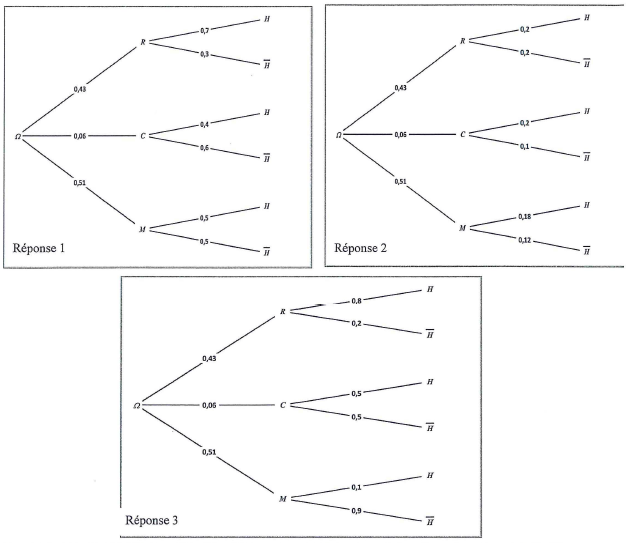 H
0,7
R
0,3
H̅
0,43
H
0,4
Ω
0,06
C
0,6
H̅
0,51
H
0,5
M
0,5
H̅
Réponse 1
H
0,2
R
0,2
H̅
0,43
H
0,2
Ω
0,06
C
0,1
H̅
0,51
H
0,18
M
0,12
H̅
Réponse 2
H
0,8
R
0,2
H̅
0,43
H
0,5
Ω
0,06
C
0,5
H̅
0,51
H
0,1
M
0,9
H̅
Réponse 3